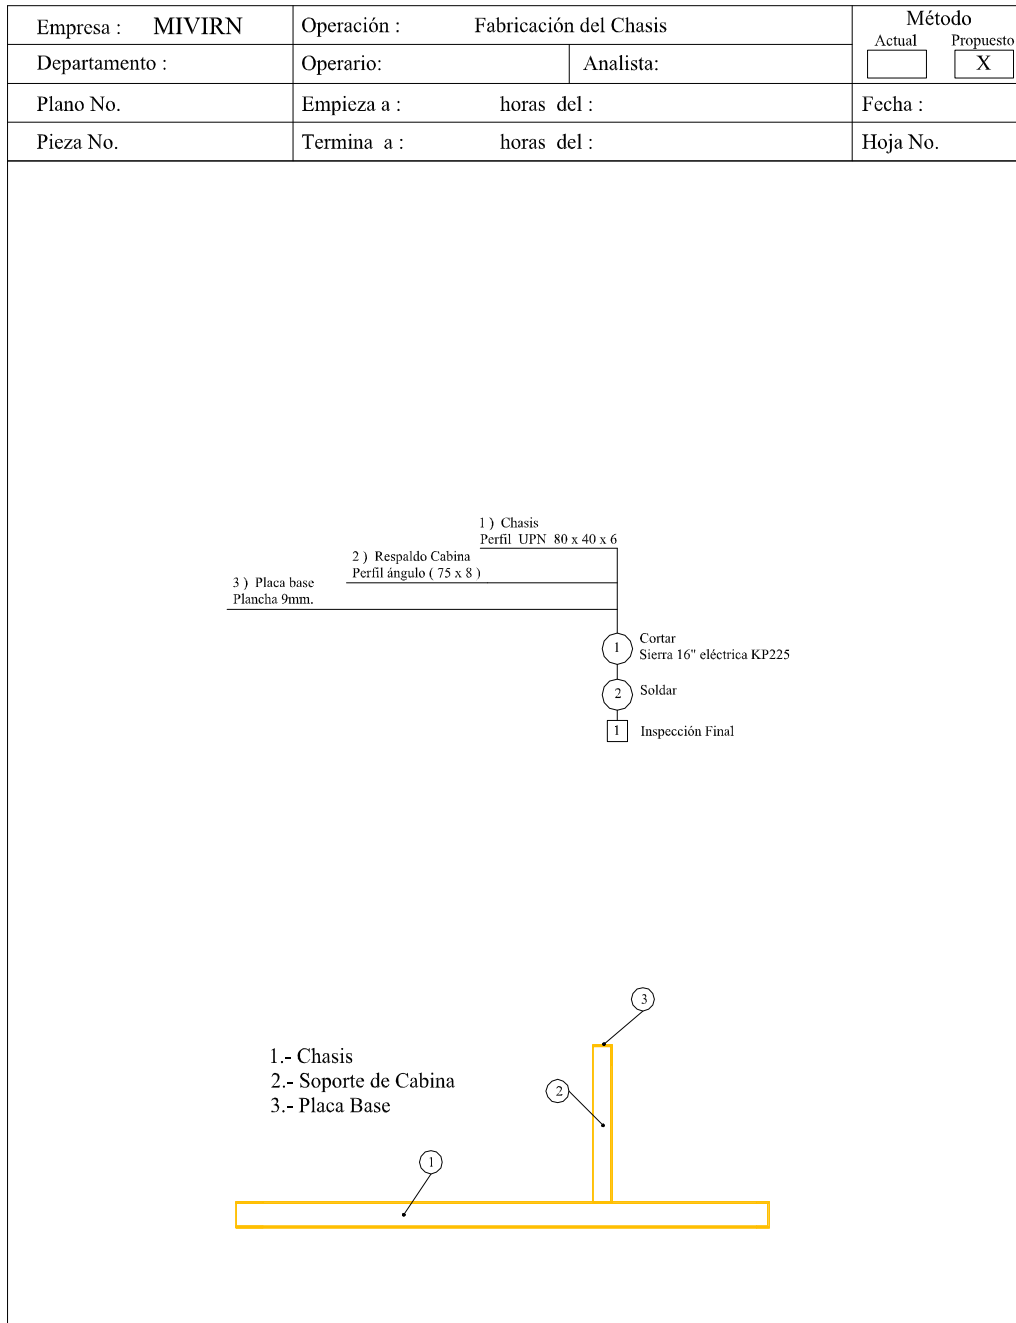 Empresa : MIVIRN
Operación : Fabricación del Chasis
Método
Actual Propuesto
X
Departamento :
Operario:
Analista:
Plano No.
Empieza a : horas del :
Fecha :
Pieza No.
Termina a : horas del :
Hoja No.
1 ) Chasis
Perfil UPN 80 x 40 x 6
2 ) Respaldo Cabina
Perfil ángulo ( 75 x 8 )
3 ) Placa base
Plancha 9mm.
1
Cortar
Sierra 16" eléctrica KP225
2
Soldar
1
Inspección Final
3
1.- Chasis
2.- Soporte de Cabina
3.- Placa Base
2
1